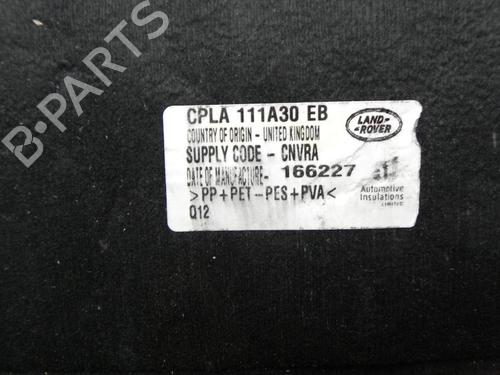 B-PARTS
CPLA 111A30 EB
COUNTRY OF ORIGIN - UNITED KINGDOM
LAND-
ROVER
SUPPLY CODE - CNVRA
DATE OF MANUFACTURE- 166227
>PP+PET-PES+PVA<
Automotive
Insulations
LIMITED
Q12